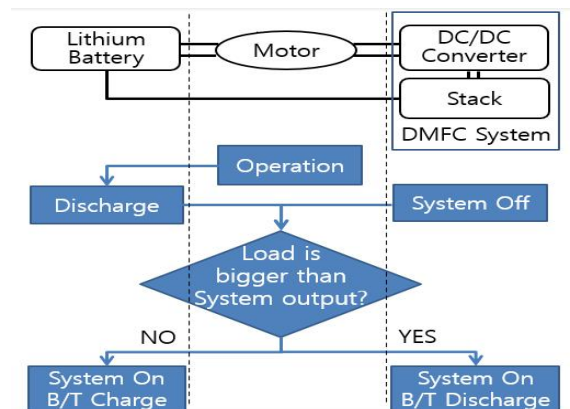 Lithium
Battery
Motor
DC/DC
Converter
Stack
DMFC System
Operation
Discharge
System Off
Load is
bigger than
System output?
NO
YES
System On
B/T Charge
System On
B/T Discharge